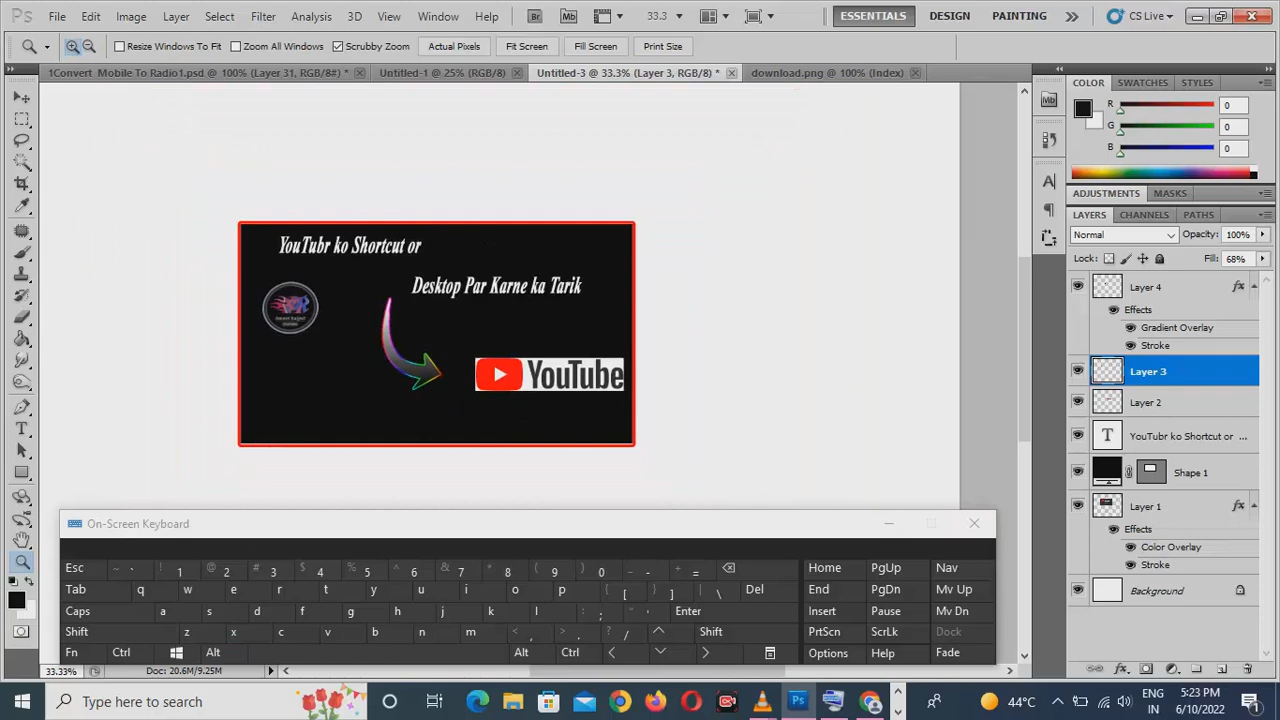 Ps File Edit Image Layer Select Filter Analysis 3D View Window Help Br Mb 33.3 ESSENTIALS DESIGN PAINTING CS Live
Resize Windows To Fit Zoom All Windows Scrubby Zoom Actual Pixels Fit Screen Fill Screen Print Size
1Convert Mobile To Radio1.psd @ 100% (Layer 31, RGB/8#) * Untitled-1 @ 25% (RGB/8) Untitled-3 @ 33.3% (Layer 3, RGB/8) * download.png @ 100% (Index)
COLOR SWATCHES STYLES
R 0
G 0
B 0
ADJUSTMENTS MASKS
LAYERS CHANNELS PATHS
Normal Opacity: 100%
Lock: Fill: 68%
Layer 4 fx
Effects
Gradient Overlay
Stroke
Layer 3
Layer 2
T YouTubr ko Shortcut or ...
Shape 1
Layer 1 fx
Effects
Color Overlay
Stroke
Background
YouTubr ko Shortcut or
Desktop Par Karne ka Tarik
YouTube
On-Screen Keyboard
Esc ~ ` ! 1 @ 2 # 3 $ 4 % 5 ^ 6 & 7 * 8 ( 9 ) 0 _ - + = Home PgUp Nav
Tab q w e r t y u i o p { [ } ] | \ Del End PgDn Mv Up
Caps a s d f g h j k l : ; " ' Enter Insert Pause Mv Dn
Shift z x c v b n m < , > . ? / Shift PrtScn ScrLk Dock
Fn Ctrl Alt Alt Ctrl Options Help Fade
33.33% Doc: 20.6M/9.25M
Type here to search
44°C ENG IN 5:23 PM 6/10/2022